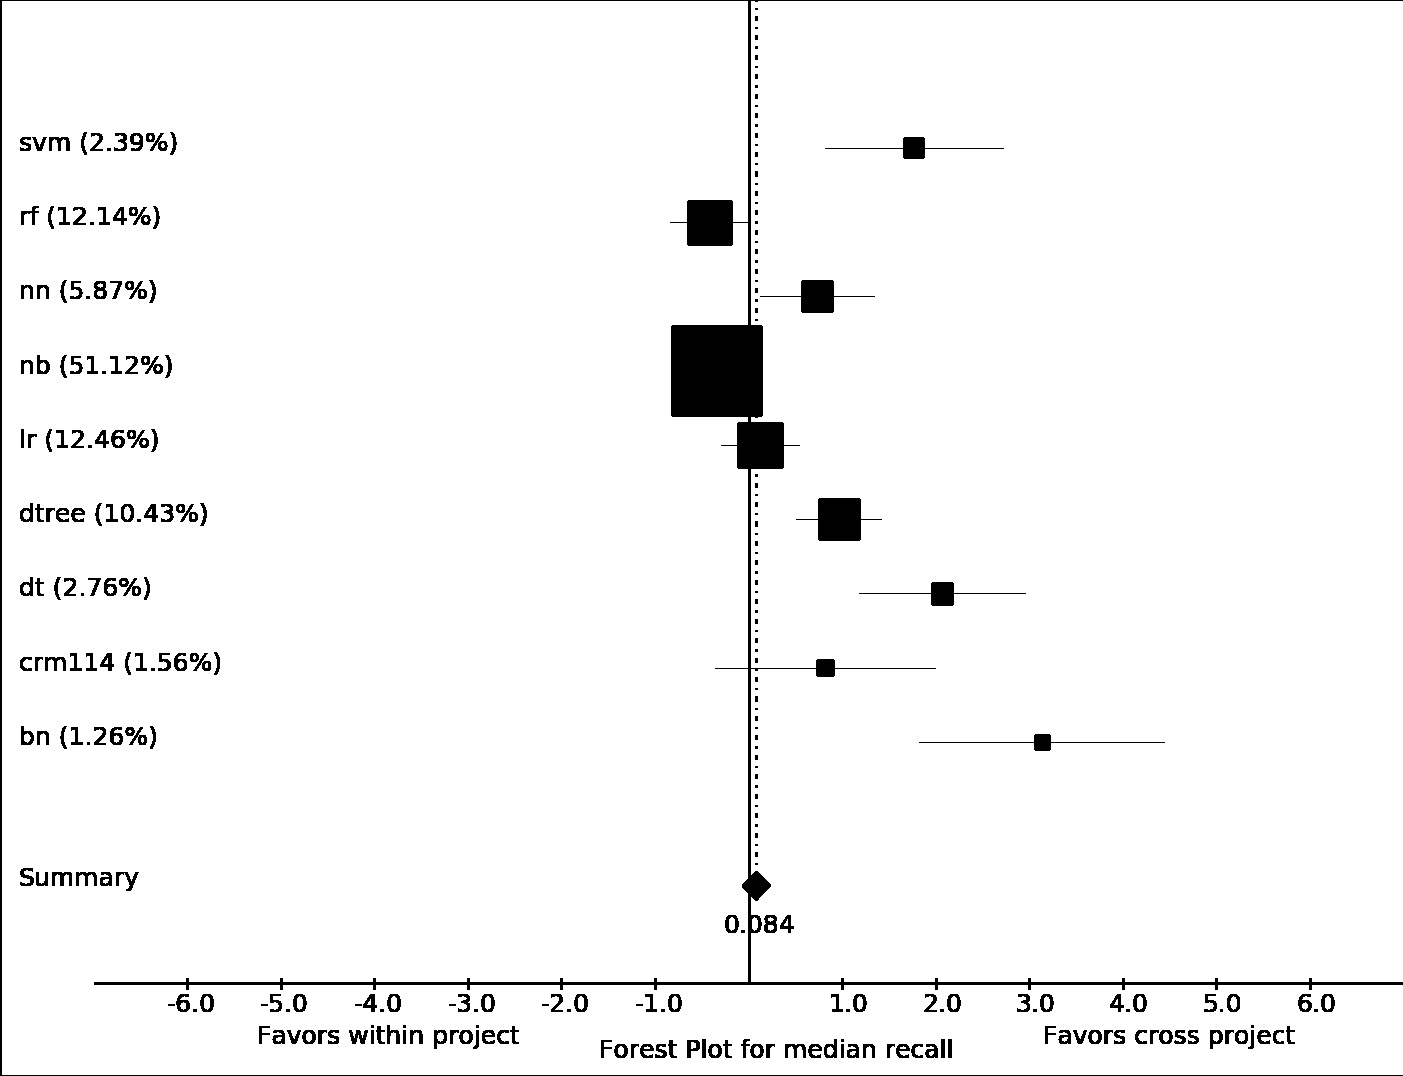 svm (2.39%)
rf (12.14%)
nn (5.87%)
nb (51.12%)
lr (12.46%)
dtree (10.43%)
dt (2.76%)
crm114 (1.56%)
bn (1.26%)
Summary
0.084
-6.0 -5.0 -4.0 -3.0 -2.0 -1.0 1.0 2.0 3.0 4.0 5.0 6.0
Favors within project Favors cross project
Forest Plot for median recall